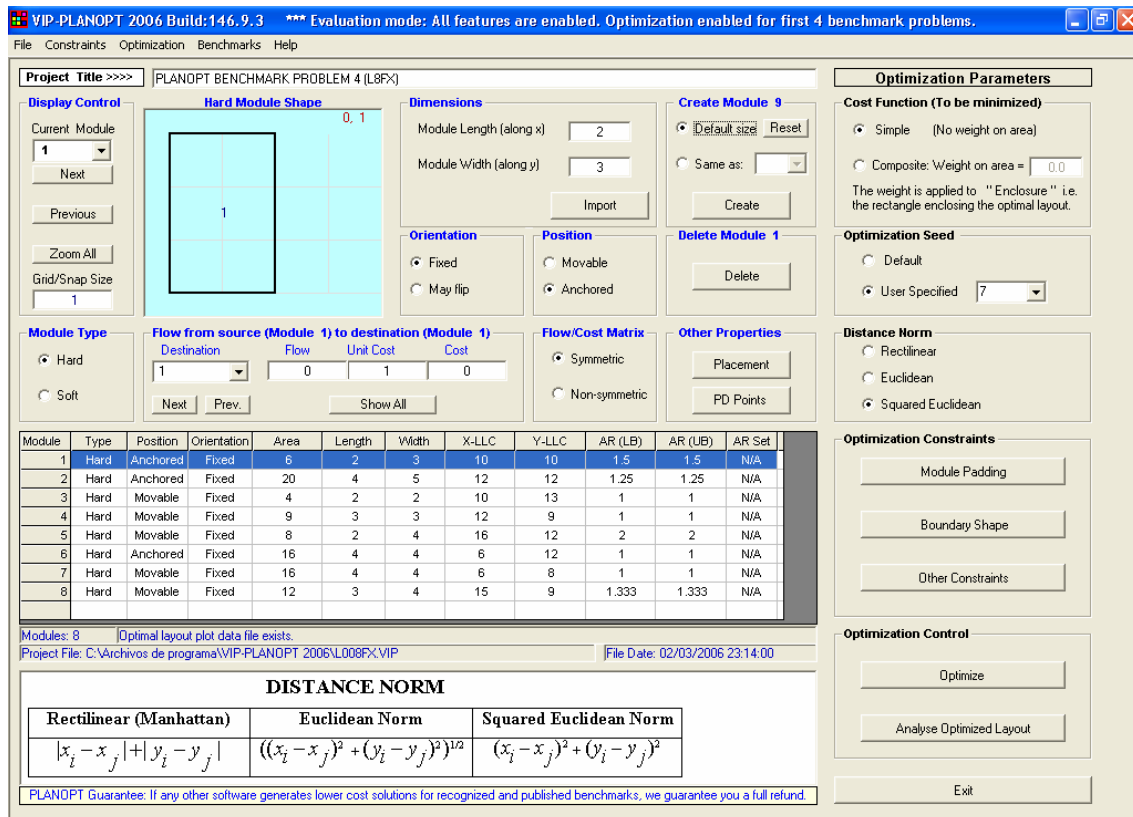 VIP-PLANOPT 2006 Build:146.9.3 *** Evaluation mode: All features are enabled. Optimization enabled for first 4 benchmark problems.
File Constraints Optimization Benchmarks Help
Project Title >>>> PLANOPT BENCHMARK PROBLEM 4 (L8FX)
Display Control
Current Module
1
Next
Previous
Zoom All
Grid/Snap Size
1
Hard Module Shape
0, 1
1
Dimensions
Module Length (along x) 2
Module Width (along y) 3
Import
Create Module 9
Default size Reset
Same as:
Create
Orientation
Fixed
May flip
Position
Movable
Anchored
Delete Module 1
Delete
Module Type
Hard
Soft
Flow from source (Module 1) to destination (Module 1)
Destination Flow Unit Cost Cost
1 0 1 0
Next Prev. Show All
Flow/Cost Matrix
Symmetric
Non-symmetric
Other Properties
Placement
PD Points
Module Type Position Orientation Area Length Width X-LLC Y-LLC AR (LB) AR (UB) AR Set
1 Hard Anchored Fixed 6 2 3 10 10 1.5 1.5 N/A
2 Hard Anchored Fixed 20 4 5 12 12 1.25 1.25 N/A
3 Hard Movable Fixed 4 2 2 10 13 1 1 N/A
4 Hard Movable Fixed 9 3 3 12 9 1 1 N/A
5 Hard Movable Fixed 8 2 4 16 12 2 2 N/A
6 Hard Anchored Fixed 16 4 4 6 12 1 1 N/A
7 Hard Movable Fixed 16 4 4 6 8 1 1 N/A
8 Hard Movable Fixed 12 3 4 15 9 1.333 1.333 N/A
Modules: 8 Optimal layout plot data file exists.
Project File: C:\Archivos de programa\VIP-PLANOPT 2006\L008FX.VIP File Date: 02/03/2006 23:14:00
DISTANCE NORM
Rectilinear (Manhattan) Euclidean Norm Squared Euclidean Norm
|x_i − x_j| + |y_i − y_j| ((x_i − x_j)² + (y_i − y_j)²)^1/2 (x_i − x_j)² + (y_i − y_j)²
PLANOPT Guarantee: If any other software generates lower cost solutions for recognized and published benchmarks, we guarantee you a full refund.
Optimization Parameters
Cost Function (To be minimized)
Simple (No weight on area)
Composite: Weight on area = 0.0
The weight is applied to "Enclosure" i.e.
the rectangle enclosing the optimal layout.
Optimization Seed
Default
User Specified 7
Distance Norm
Rectilinear
Euclidean
Squared Euclidean
Optimization Constraints
Module Padding
Boundary Shape
Other Constraints
Optimization Control
Optimize
Analyse Optimized Layout
Exit